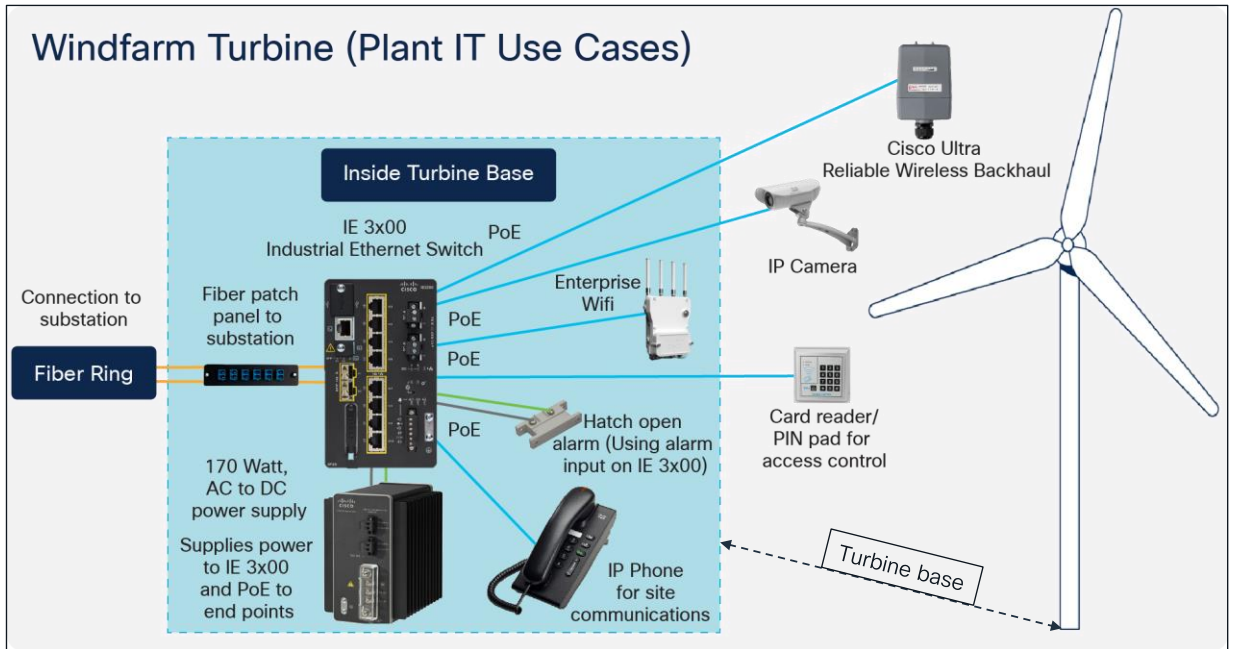 Windfarm Turbine (Plant IT Use Cases)
Cisco Ultra
Reliable Wireless Backhaul
Inside Turbine Base
IE 3x00
Industrial Ethernet Switch
PoE
IP Camera
Enterprise
Wifi
Connection to
substation
Fiber patch
panel to
substation
Fiber Ring
CISCO
PoE
PoE
PoE
Card reader/
PIN pad for
access control
Hatch open
alarm (Using alarm
input on IE 3x00)
170 Watt,
AC to DC
power supply
Supplies power
to IE 3x00
and PoE to
end points
CISCO
IP Phone
for site
communications
Turbine base